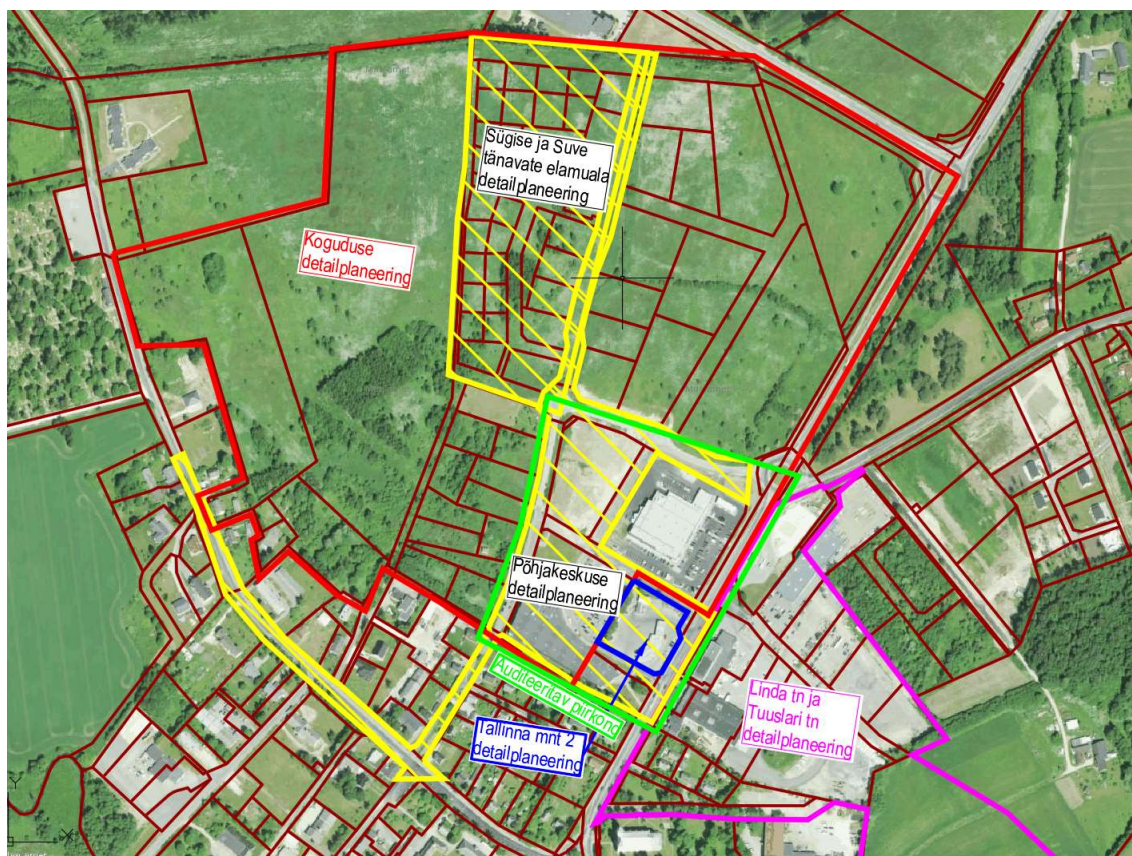 Sügise ja Suve
tänavate elamuala
detailplaneering
Koguduse
detailplaneering
Põhjakeskuse
detailplaneering
Auditeeritav piirkond
Tallinna mnt 2
detailplaneering
Linda tn ja
Tuuslari tn
detailplaneering
Y
X